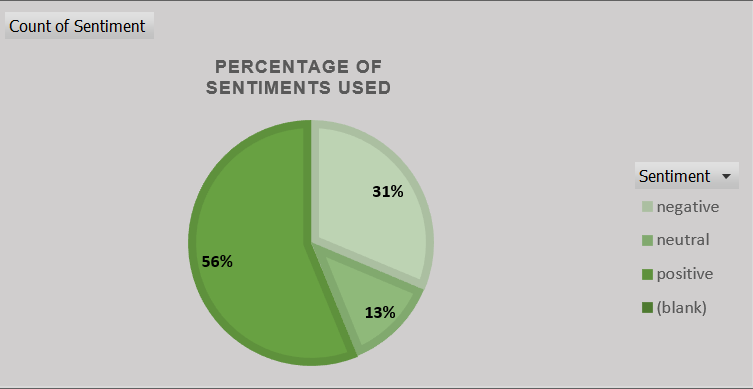 Count of Sentiment
PERCENTAGE OF
SENTIMENTS USED
31%
56%
13%
Sentiment
negative
neutral
positive
(blank)